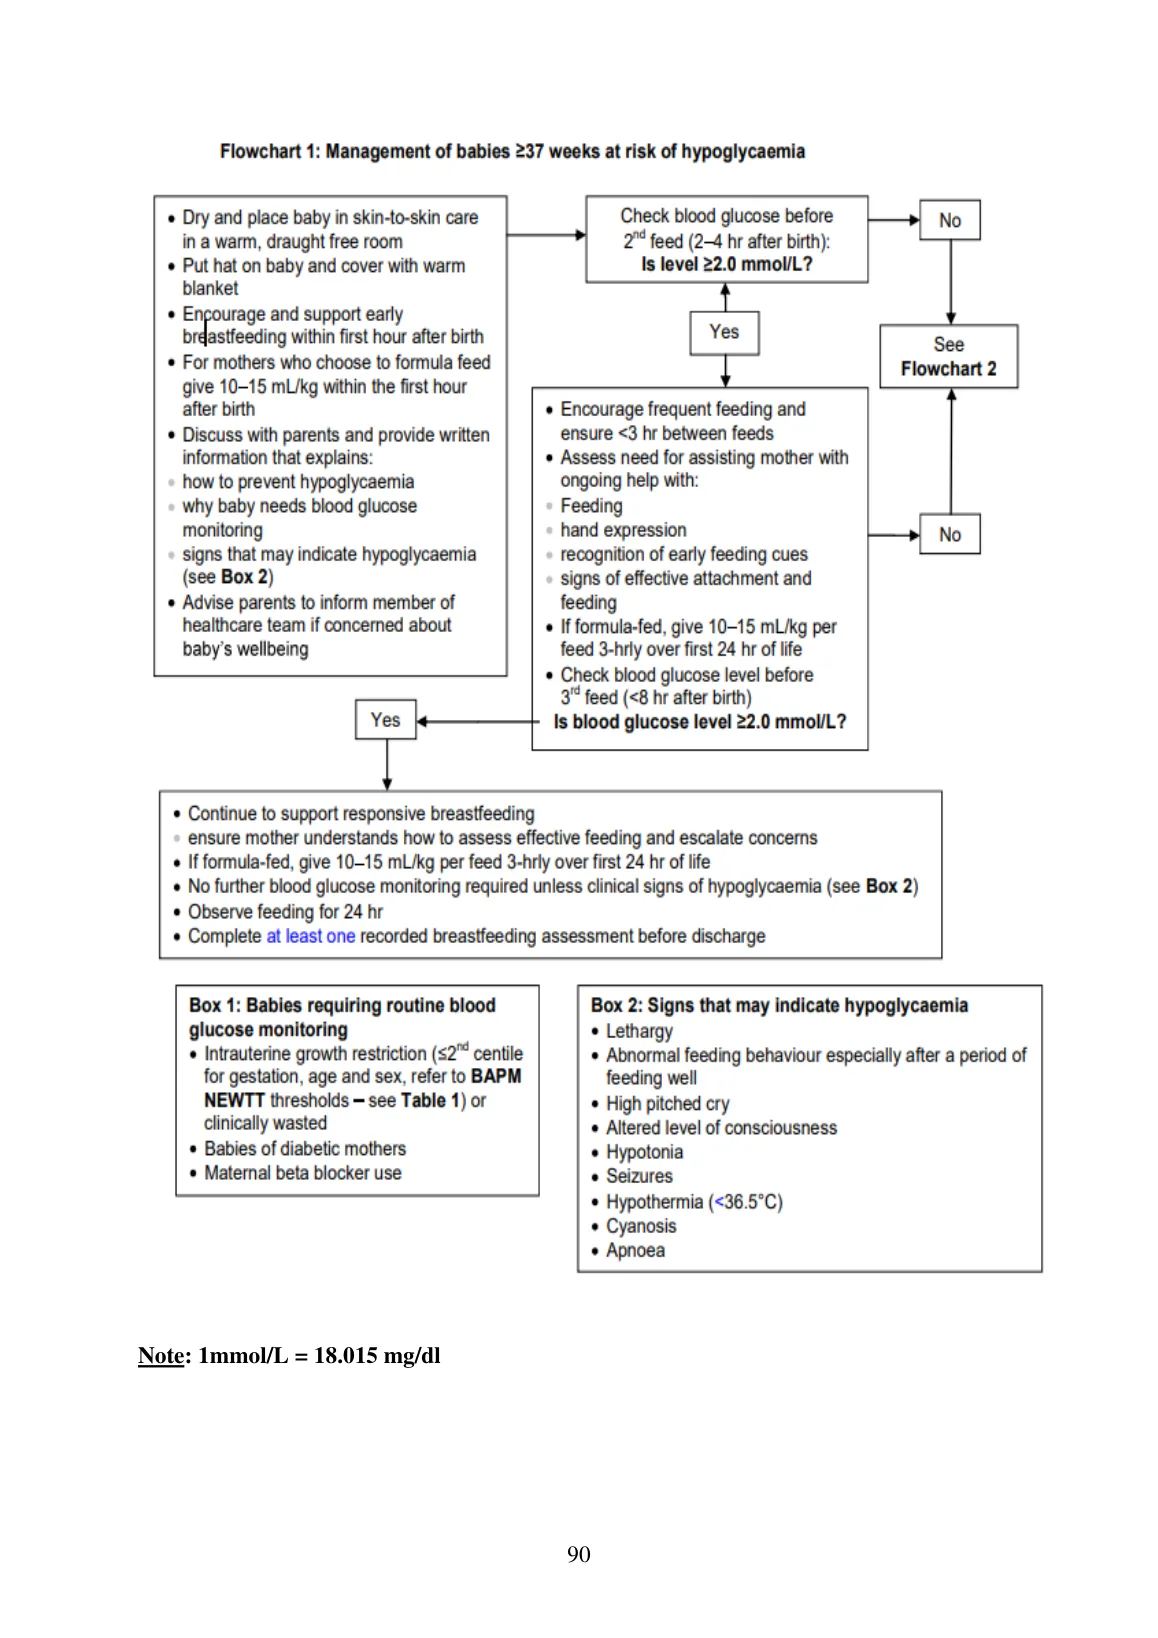 Flowchart 1: Management of babies ≥37 weeks at risk of hypoglycaemia
• Dry and place baby in skin-to-skin care
in a warm, draught free room
• Put hat on baby and cover with warm
blanket
• Encourage and support early
breastfeeding within first hour after birth
• For mothers who choose to formula feed
give 10–15 mL/kg within the first hour
after birth
• Discuss with parents and provide written
information that explains:
• how to prevent hypoglycaemia
• why baby needs blood glucose
monitoring
• signs that may indicate hypoglycaemia
(see Box 2)
• Advise parents to inform member of
healthcare team if concerned about
baby's wellbeing
Check blood glucose before
2nd feed (2–4 hr after birth):
Is level ≥2.0 mmol/L?
No
Yes
See
Flowchart 2
• Encourage frequent feeding and
ensure <3 hr between feeds
• Assess need for assisting mother with
ongoing help with:
• Feeding
• hand expression
• recognition of early feeding cues
• signs of effective attachment and
feeding
• If formula-fed, give 10–15 mL/kg per
feed 3-hrly over first 24 hr of life
• Check blood glucose level before
3rd feed (<8 hr after birth)
Is blood glucose level ≥2.0 mmol/L?
No
Yes
• Continue to support responsive breastfeeding
• ensure mother understands how to assess effective feeding and escalate concerns
• If formula-fed, give 10–15 mL/kg per feed 3-hrly over first 24 hr of life
• No further blood glucose monitoring required unless clinical signs of hypoglycaemia (see Box 2)
• Observe feeding for 24 hr
• Complete at least one recorded breastfeeding assessment before discharge
Box 1: Babies requiring routine blood
glucose monitoring
• Intrauterine growth restriction (≤2nd centile
for gestation, age and sex, refer to BAPM
NEWTT thresholds – see Table 1) or
clinically wasted
• Babies of diabetic mothers
• Maternal beta blocker use
Box 2: Signs that may indicate hypoglycaemia
• Lethargy
• Abnormal feeding behaviour especially after a period of
feeding well
• High pitched cry
• Altered level of consciousness
• Hypotonia
• Seizures
• Hypothermia (<36.5°C)
• Cyanosis
• Apnoea
Note: 1mmol/L = 18.015 mg/dl
90